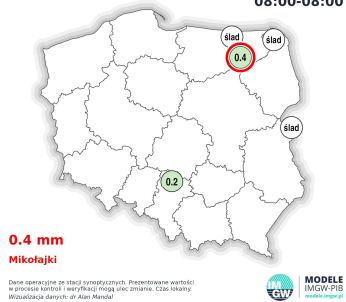 08:00-08:00
ślad
ślad
0.4
ślad
0.2
0.4 mm
Mikołajki
Dane operacyjne ze stacji synoptycznych. Prezentowane wartości
w procesie kontroli i weryfikacji mogą ulec zmianie. Czas lokalny.
Wizualizacja danych: dr Alan Mandal
IM
GW
MODELE
IMGW-PIB
modele.imgw.pl